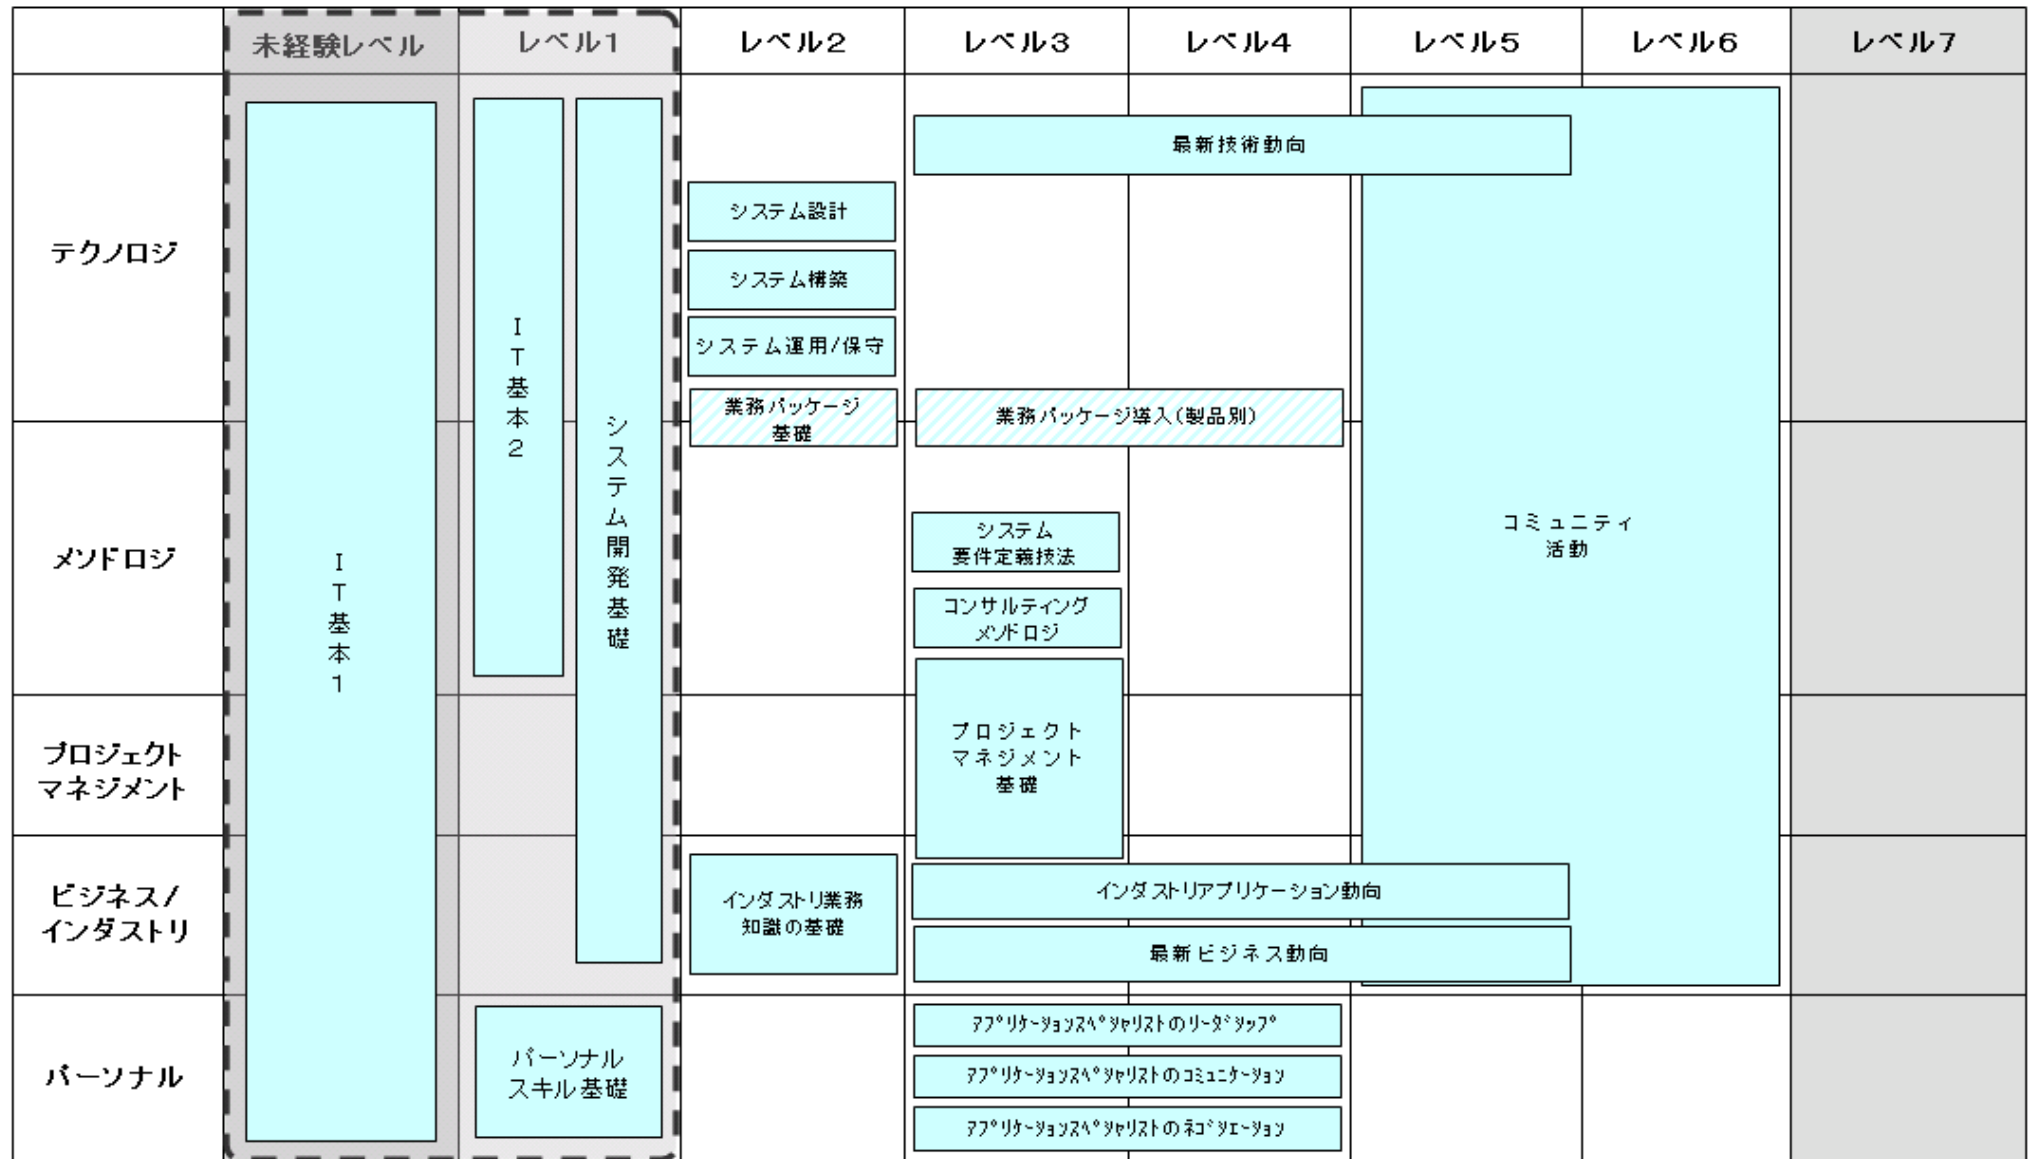 未経験レベル
レベル1
レベル2
レベル3
レベル4
レベル5
レベル6
レベル7
テクノロジ
メソドロジ
プロジェクト
マネジメント
ビジネス/
インダストリ
パーソナル
IT基本1
IT基本2
システム開発基礎
パーソナル
スキル基礎
システム設計
システム構築
システム運用/保守
業務パッケージ
基礎
インダストリ業務
知識の基礎
最新技術動向
業務パッケージ導入(製品別)
システム
要件定義技法
コンサルティング
メソドロジ
プロジェクト
マネジメント
基礎
インダストリアプリケーション動向
最新ビジネス動向
アプリケーションスペシャリストのリーダシップ
アプリケーションスペシャリストのコミュニケーション
アプリケーションスペシャリストのネゴシエーション
コミュニティ
活動